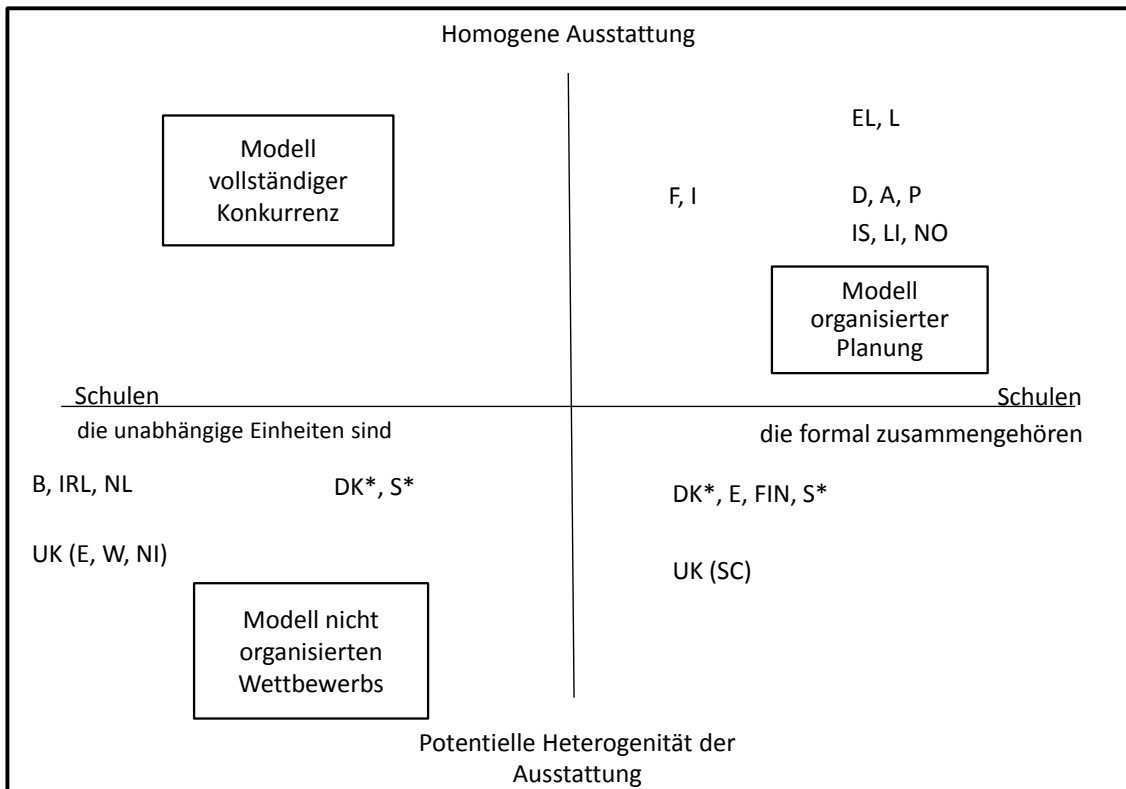 Homogene Ausstattung
EL, L
Modell
vollständiger
Konkurrenz
F, I
D, A, P
IS, LI, NO
Modell
organisierter
Planung
Schulen
die unabhängige Einheiten sind
Schulen
die formal zusammengehören
B, IRL, NL
DK*, S*
DK*, E, FIN, S*
UK (E, W, NI)
UK (SC)
Modell nicht
organisierten
Wettbewerbs
Potentielle Heterogenität der
Ausstattung